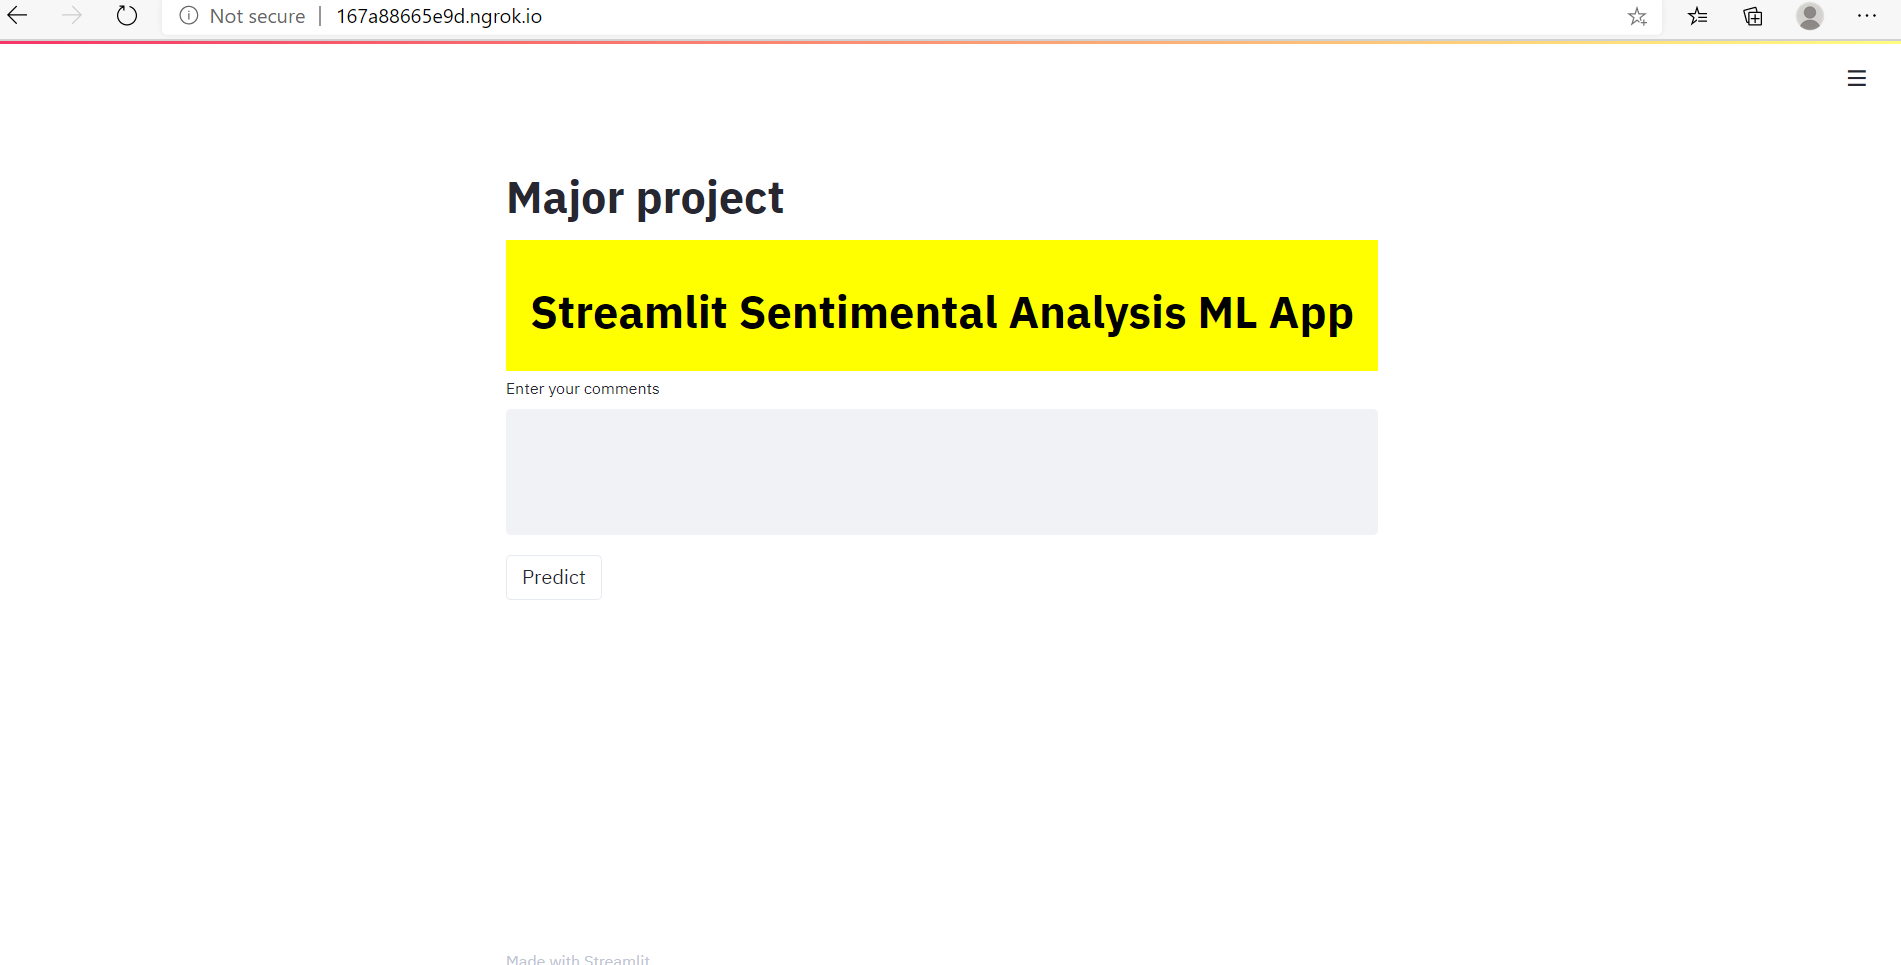 Not secure | 167a88665e9d.ngrok.io
Major project
Streamlit Sentimental Analysis ML App
Enter your comments
Predict
Made with Streamlit